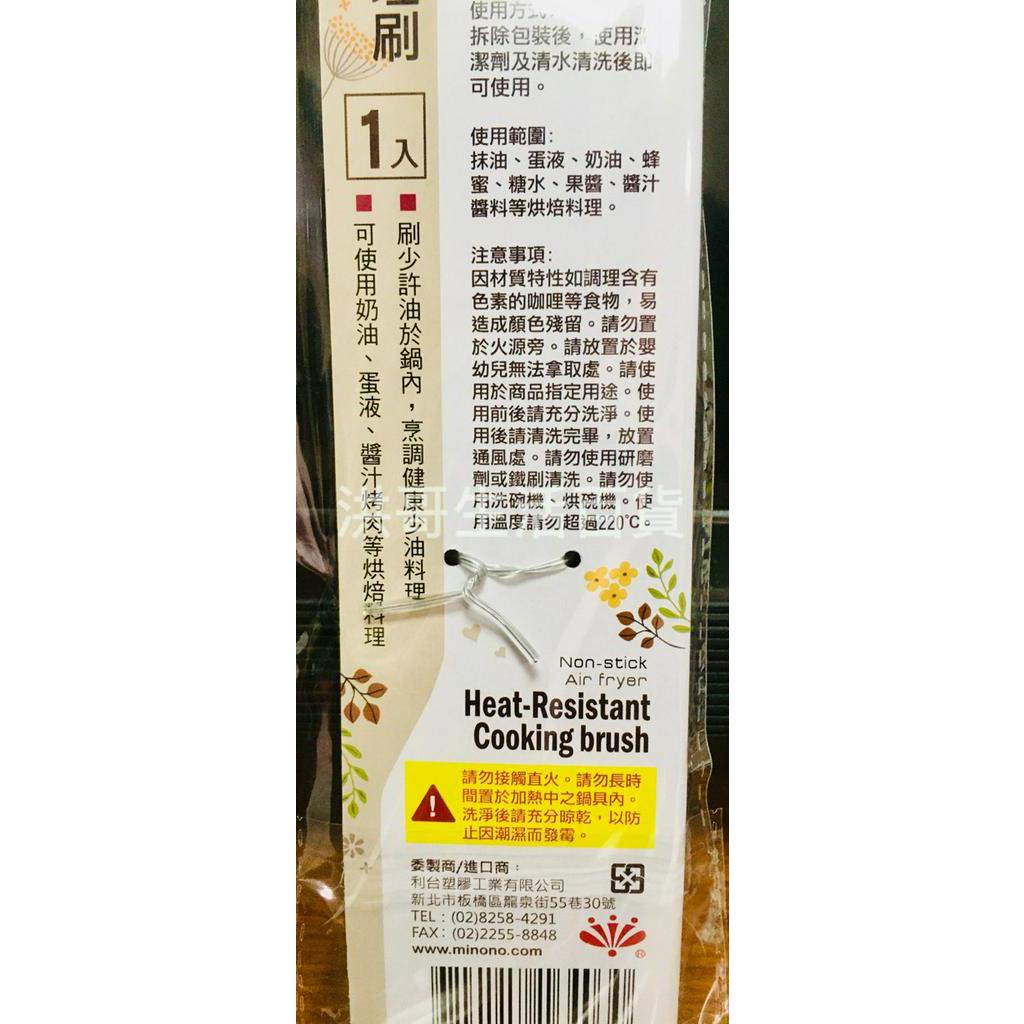 刷
1入
■ 刷少許油於鍋內，烹調健康少油料理
■ 可使用奶油、蛋液、醬汁烤肉等烘焙料理
使用方式
拆除包裝後，使用
潔劑及清水清洗後即
可使用。
使用範圍:
抹油、蛋液、奶油、蜂
蜜、糖水、果醬、醬汁
醬料等烘焙料理。
注意事項:
因材質特性如調理含有
色素的咖哩等食物，易
造成顏色殘留。請勿置
於火源旁。請放置於嬰
幼兒無法拿取處。請使
用於商品指定用途。使
用前後請充分洗淨。使
用後請清洗完畢，放置
通風處。請勿使用研磨
劑或鐵刷清洗。請勿使
用洗碗機、烘碗機。使
用溫度請勿超過220℃。
洪哥生活百貨
Non-stick
Air fryer
Heat-Resistant
Cooking brush
請勿接觸直火。請勿長時
間置於加熱中之鍋具內。
洗淨後請充分晾乾，以防
止因潮濕而發霉。
委製商/進口商：
利台塑膠工業有限公司
新北市板橋區龍泉街55巷30號
TEL：(02)8258-4291
FAX：(02)2255-8848
www.minono.com
®